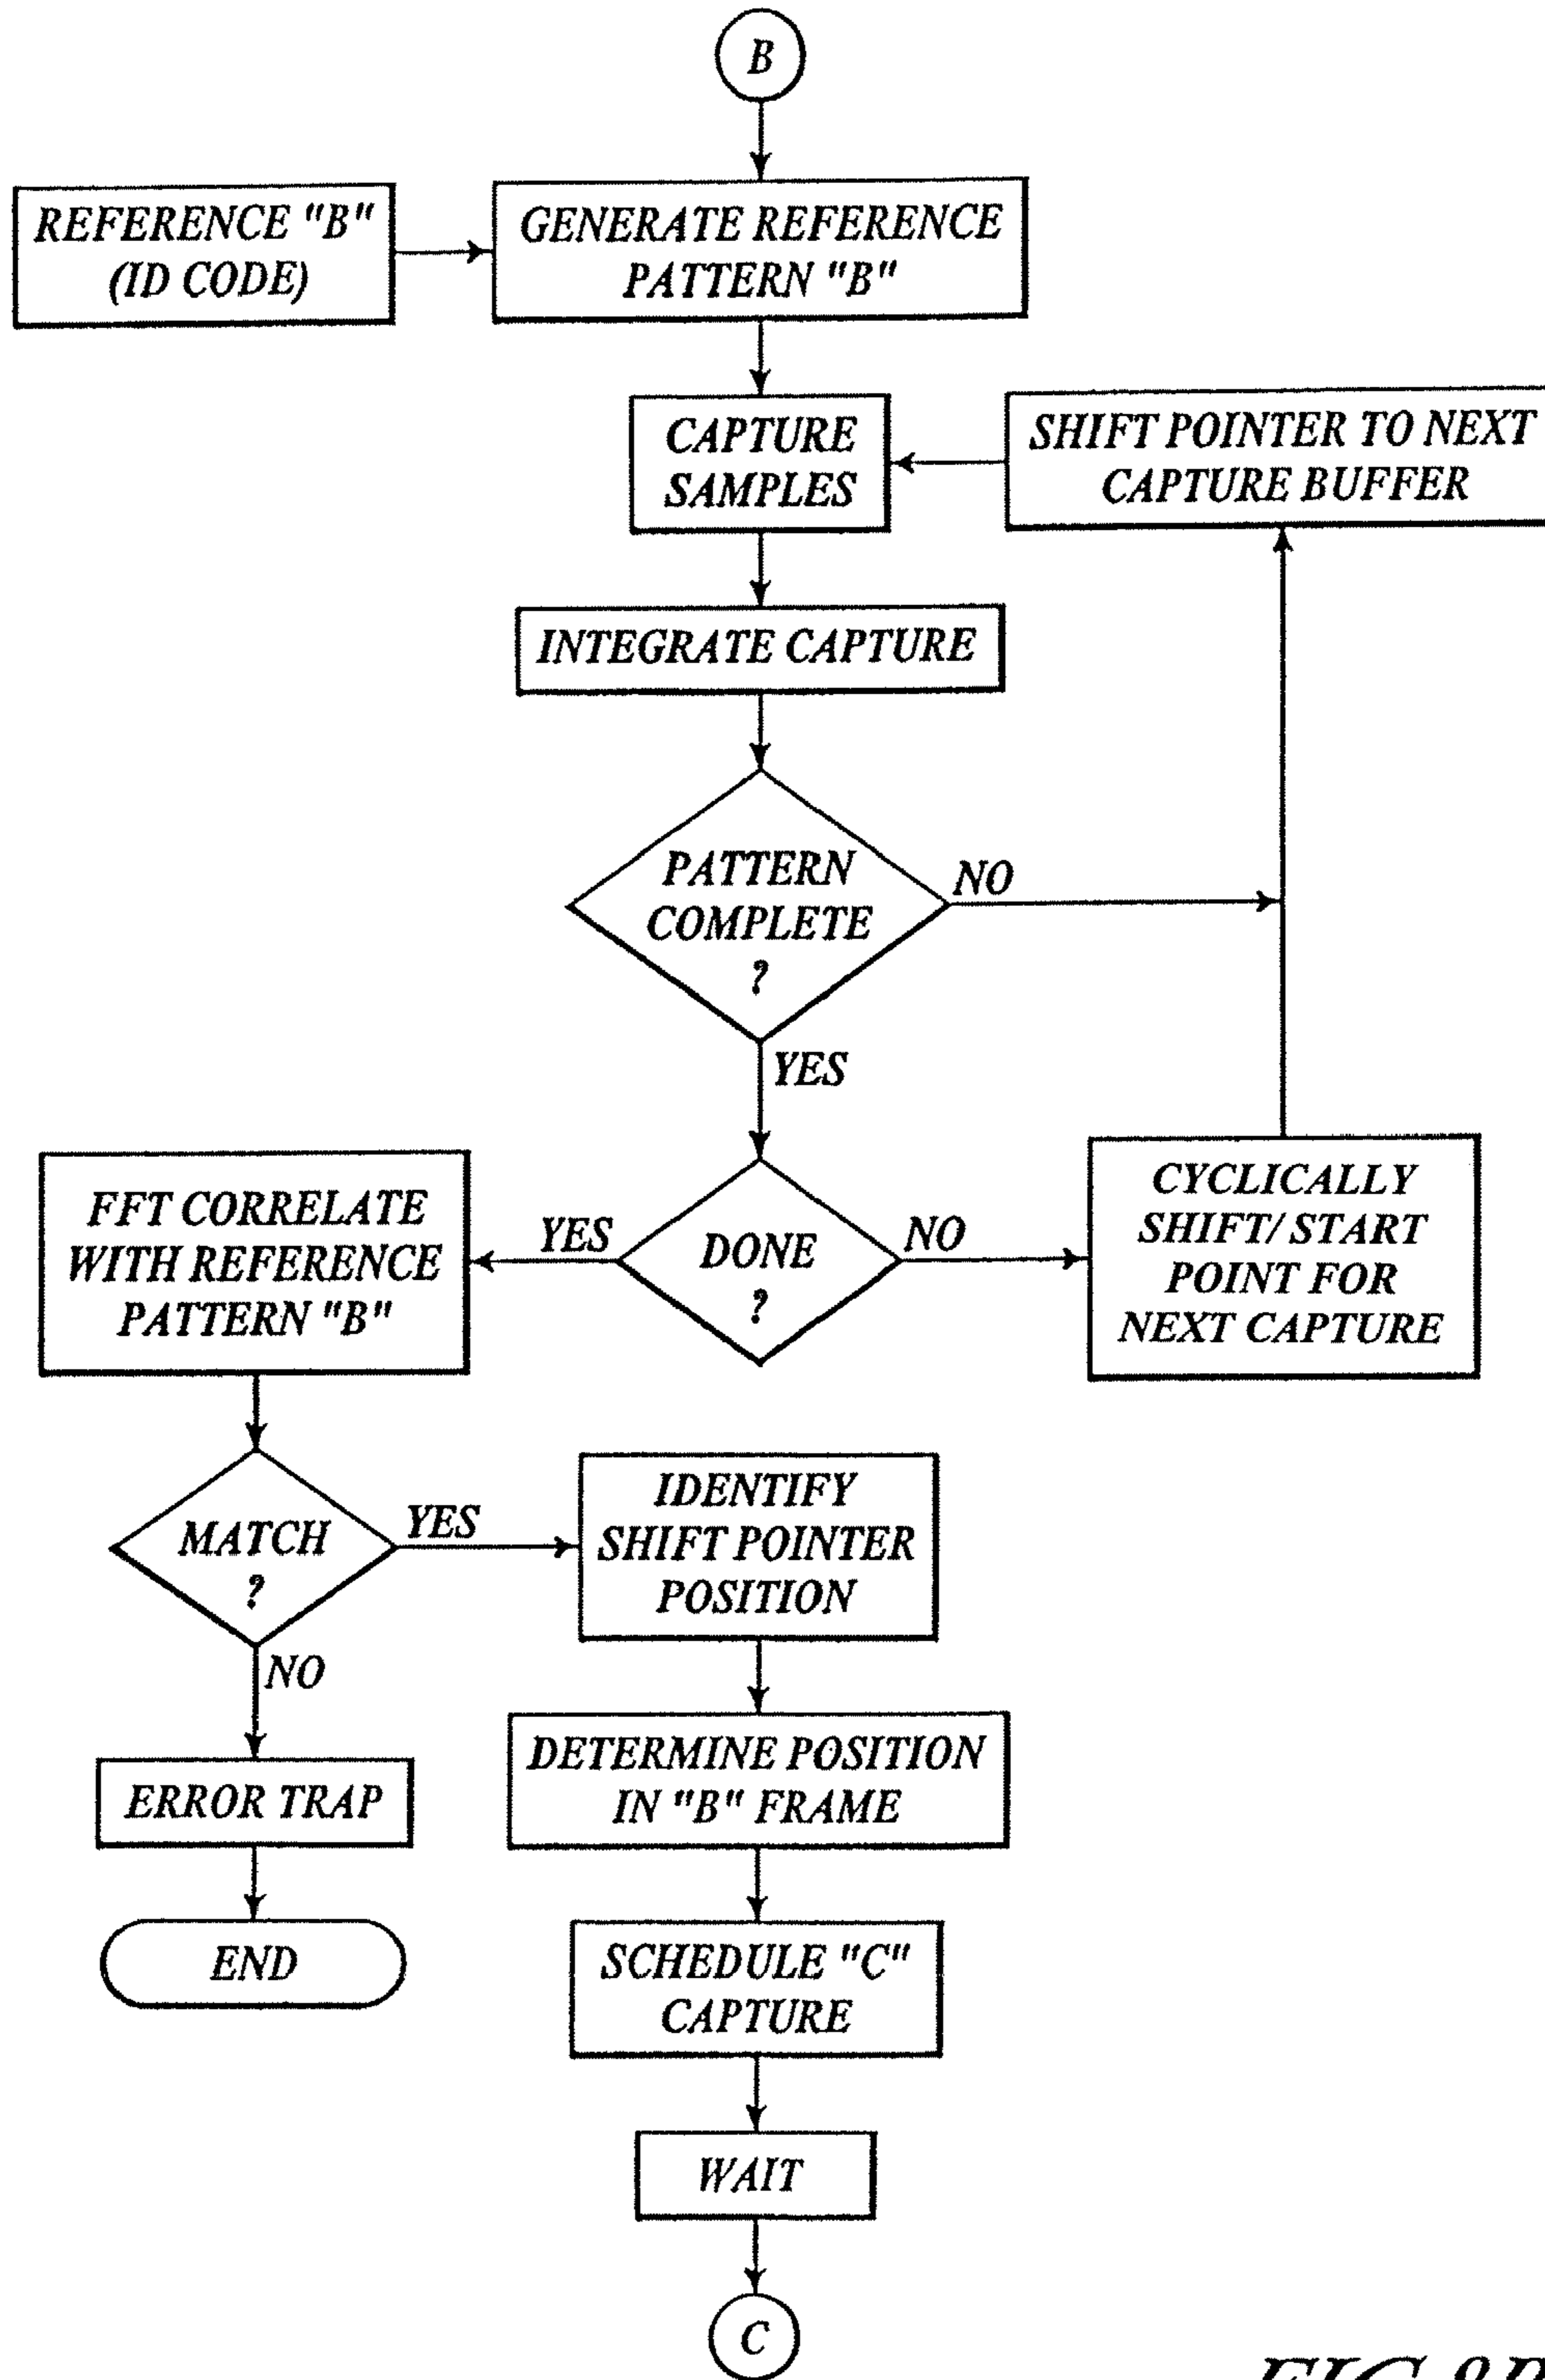 B
REFERENCE "B"
(ID CODE)
GENERATE REFERENCE
PATTERN "B"
CAPTURE
SAMPLES
SHIFT POINTER TO NEXT
CAPTURE BUFFER
INTEGRATE CAPTURE
PATTERN
COMPLETE
?
NO
YES
FFT CORRELATE
WITH REFERENCE
PATTERN "B"
YES
DONE
?
NO
CYCLICALLY
SHIFT/START
POINT FOR
NEXT CAPTURE
MATCH
?
YES
IDENTIFY
SHIFT POINTER
POSITION
NO
DETERMINE POSITION
IN "B" FRAME
ERROR TRAP
END
SCHEDULE "C"
CAPTURE
WAIT
C